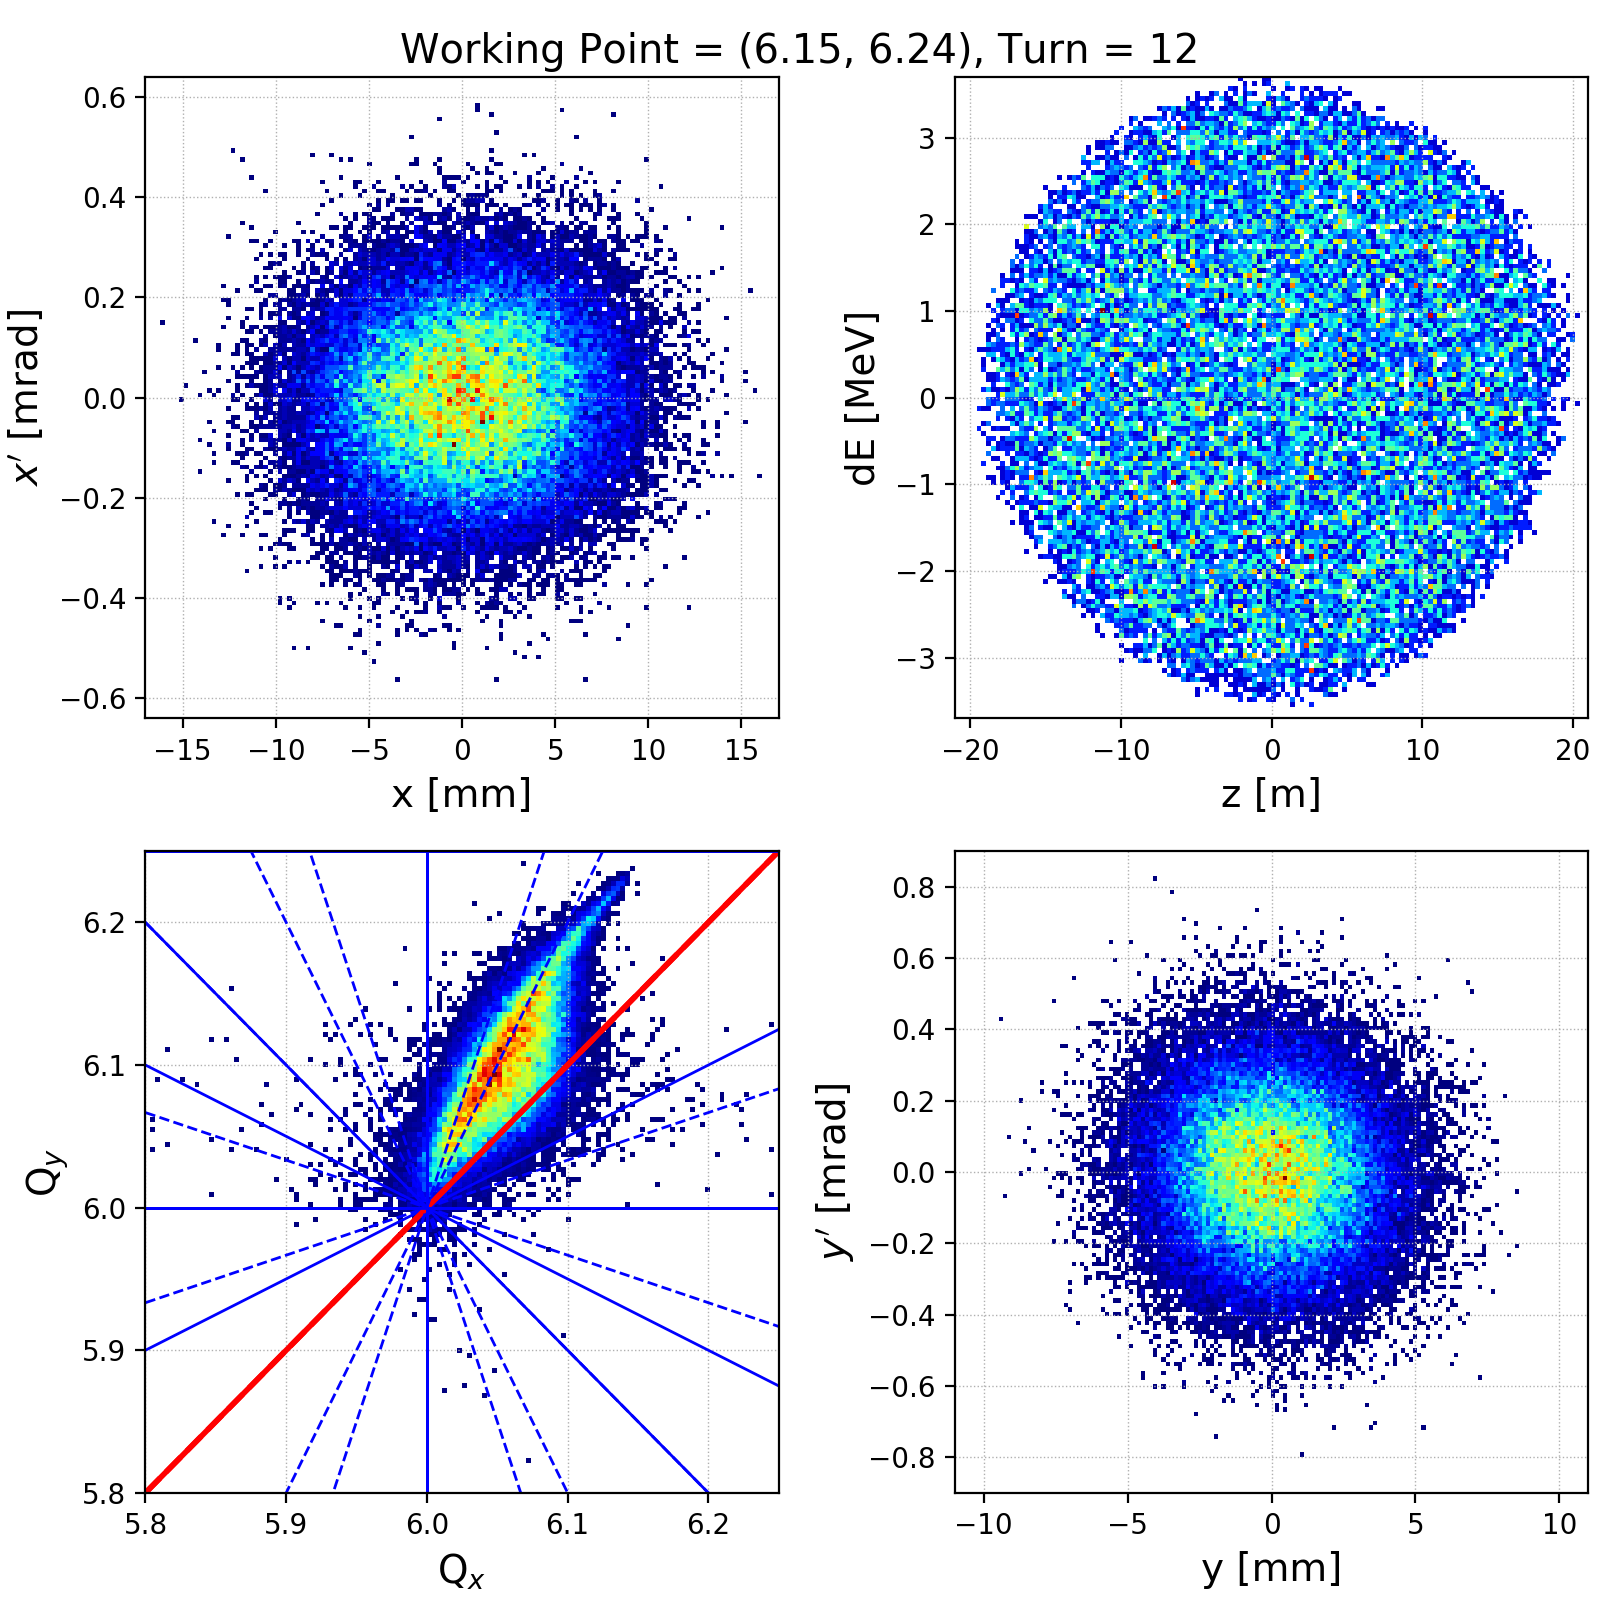 Working Point = (6.15, 6.24), Turn = 12
0.6
0.4
0.2
0.0
−0.2
−0.4
−0.6
x′ [mrad]
−15 −10 −5 0 5 10 15
x [mm]
3
2
1
0
−1
−2
−3
dE [MeV]
−20 −10 0 10 20
z [m]
6.2
6.1
6.0
5.9
5.8
Qy
5.8 5.9 6.0 6.1 6.2
Qx
0.8
0.6
0.4
0.2
0.0
−0.2
−0.4
−0.6
−0.8
y′ [mrad]
−10 −5 0 5 10
y [mm]